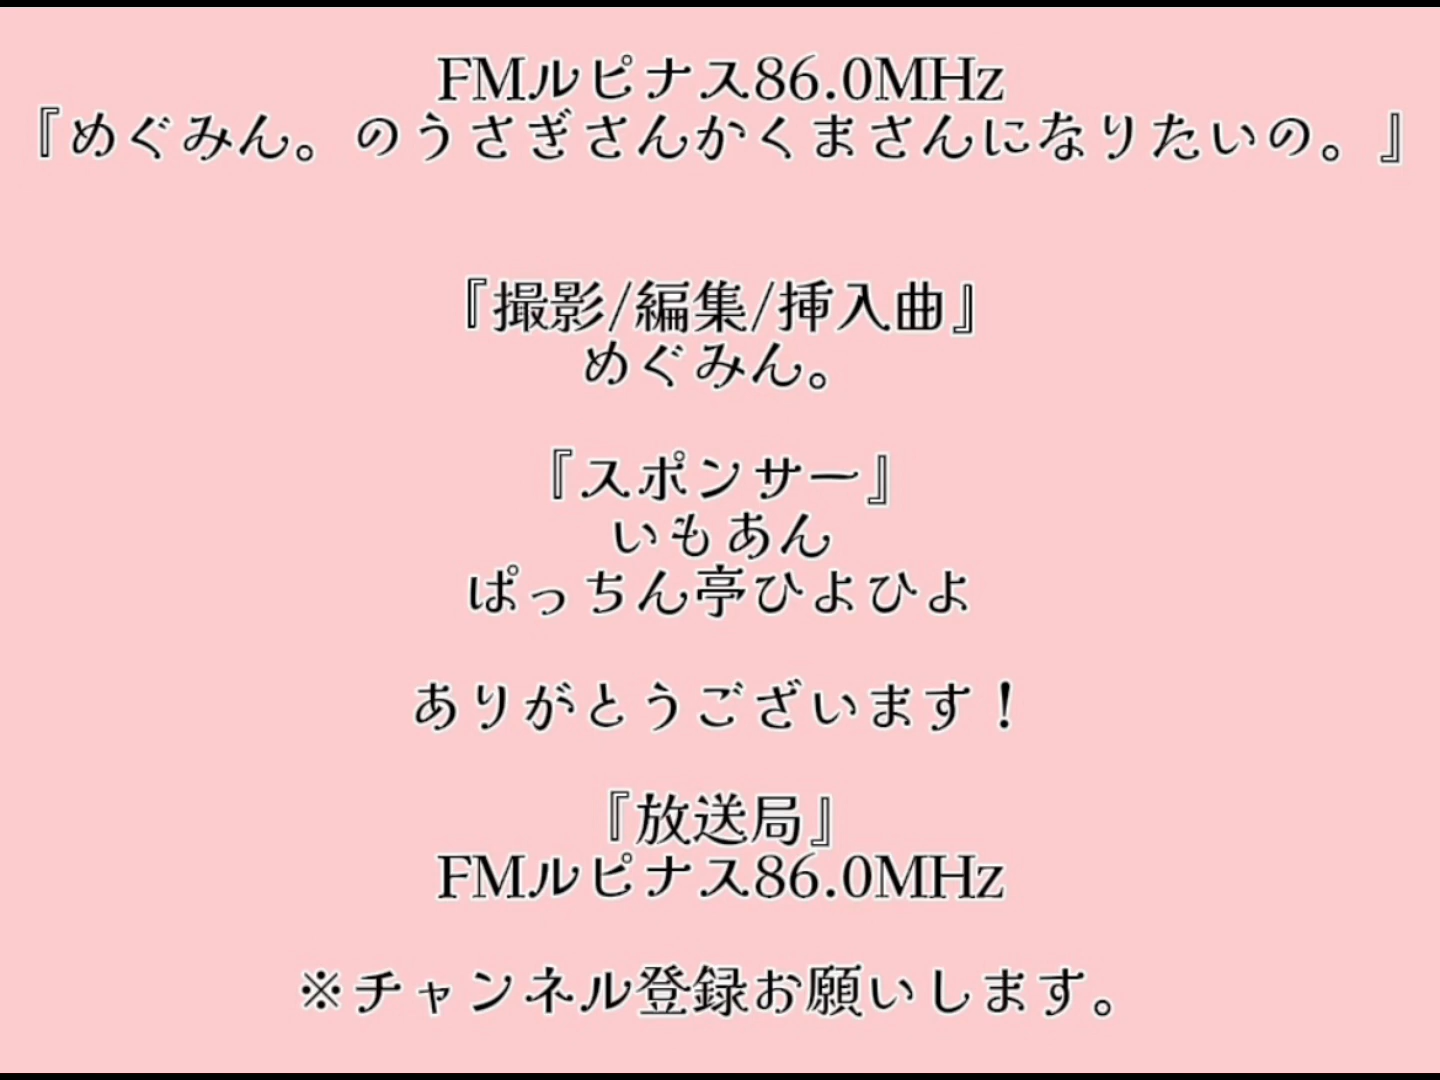 FMルピナス86.0MHz
『めぐみん。のうさぎさんかくまさんになりたいの。』
『撮影/編集/挿入曲』
めぐみん。
『スポンサー』
いもあん
ぱっちん亭ひよひよ
ありがとうございます！
『放送局』
FMルピナス86.0MHz
※チャンネル登録お願いします。